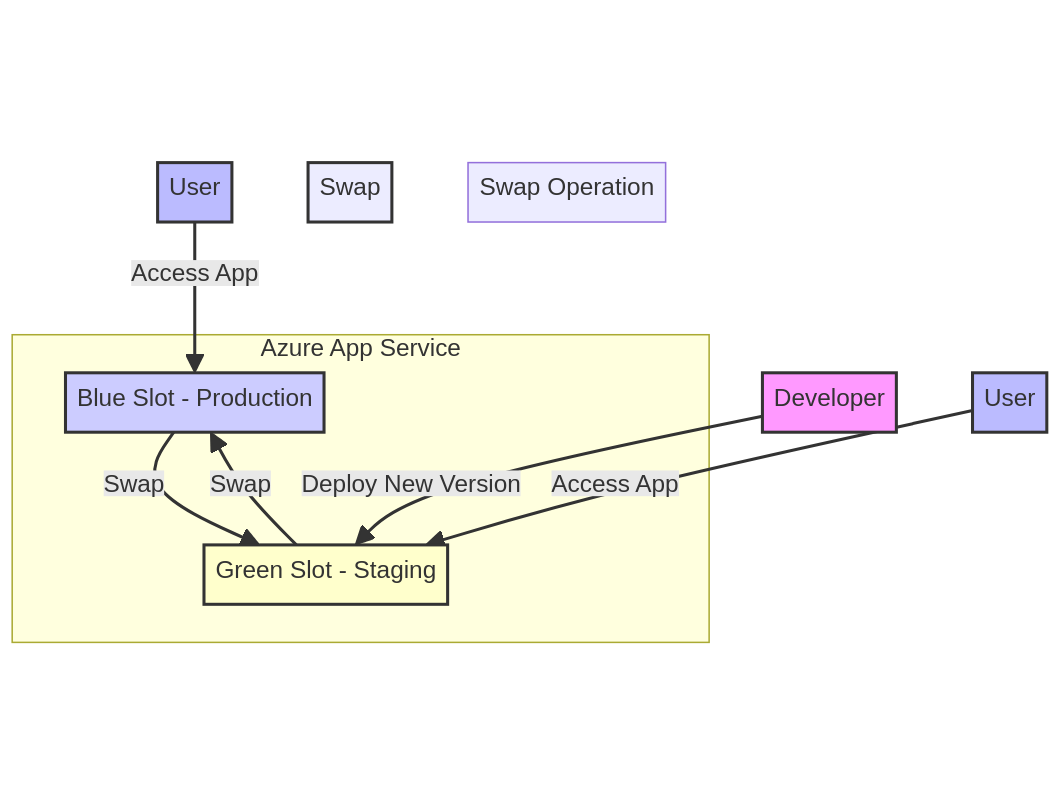 User
Swap
Swap Operation
Access App
Azure App Service
Blue Slot - Production
Developer
User
Swap
Swap
Deploy New Version
Access App
Green Slot - Staging